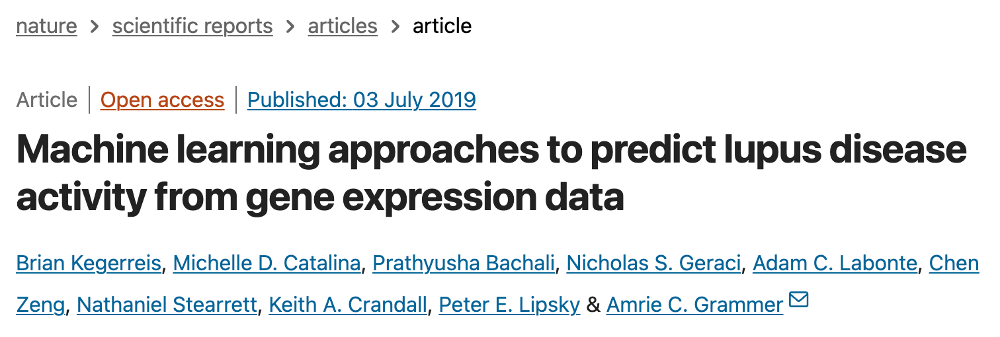 nature > scientific reports > articles > article
Article | Open access | Published: 03 July 2019
Machine learning approaches to predict lupus disease
activity from gene expression data
Brian Kegerreis, Michelle D. Catalina, Prathyusha Bachali, Nicholas S. Geraci, Adam C. Labonte, Chen
Zeng, Nathaniel Stearrett, Keith A. Crandall, Peter E. Lipsky & Amrie C. Grammer